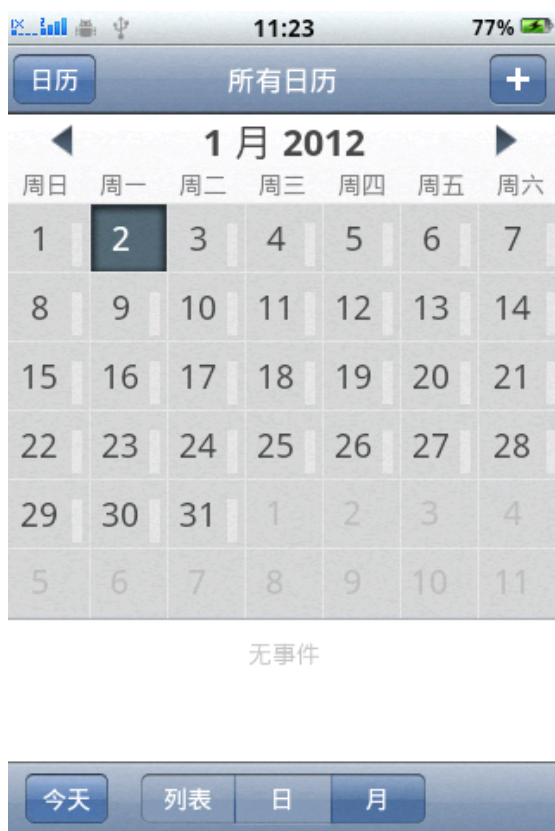 11:23 77%
日历 所有日历 +
1 月 2012
周日 周一 周二 周三 周四 周五 周六
1 2 3 4 5 6 7
8 9 10 11 12 13 14
15 16 17 18 19 20 21
22 23 24 25 26 27 28
29 30 31 1 2 3 4
5 6 7 8 9 10 11
无事件
今天 列表 日 月